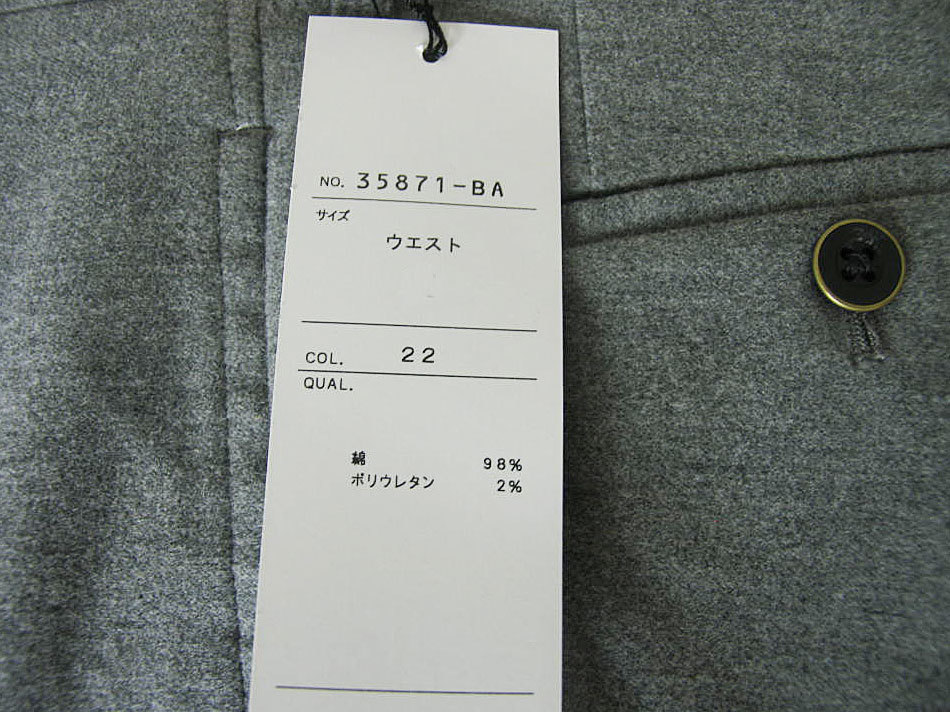 NO. 35871-BA
サイズ
ウエスト
COL. 22
QUAL.
綿 98%
ポリウレタン 2%